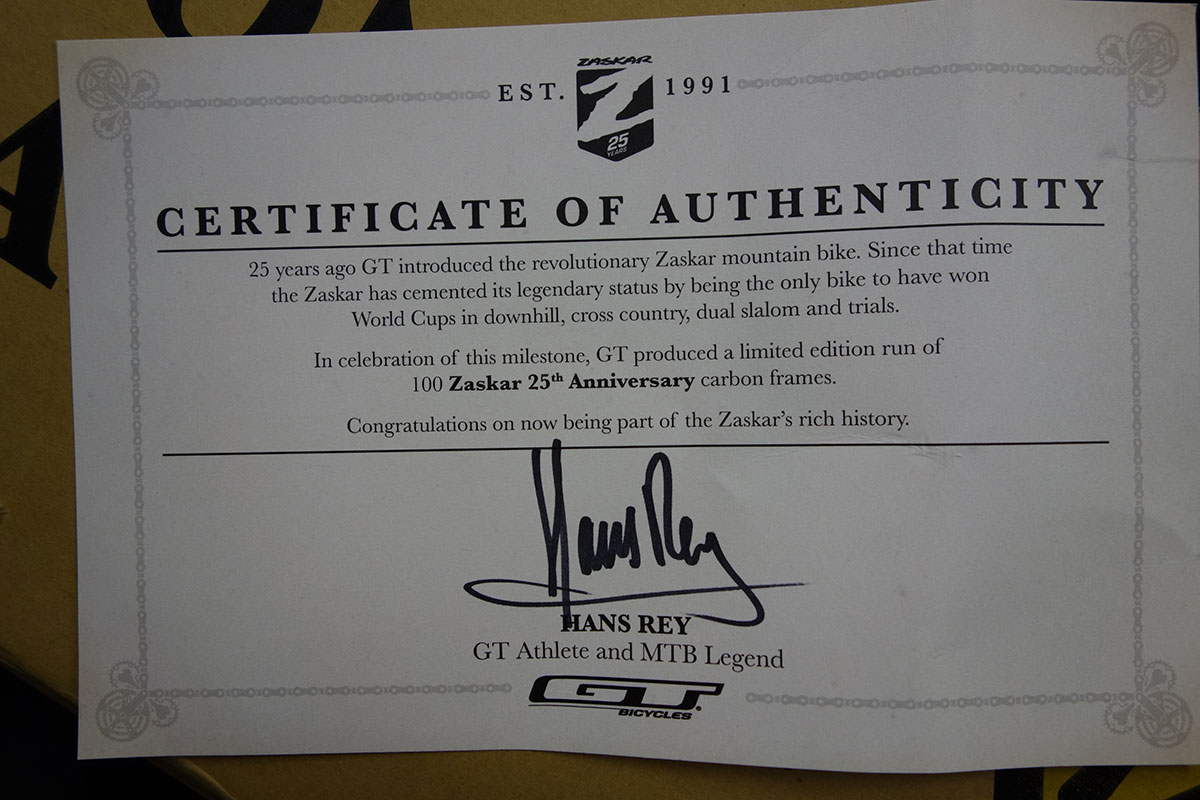 ZASKAR
EST. 1991
25
YEARS
CERTIFICATE OF AUTHENTICITY
25 years ago GT introduced the revolutionary Zaskar mountain bike. Since that time
the Zaskar has cemented its legendary status by being the only bike to have won
World Cups in downhill, cross country, dual slalom and trials.
In celebration of this milestone, GT produced a limited edition run of
100 Zaskar 25th Anniversary carbon frames.
Congratulations on now being part of the Zaskar's rich history.
Hans Rey
HANS REY
GT Athlete and MTB Legend
GT®
BICYCLES